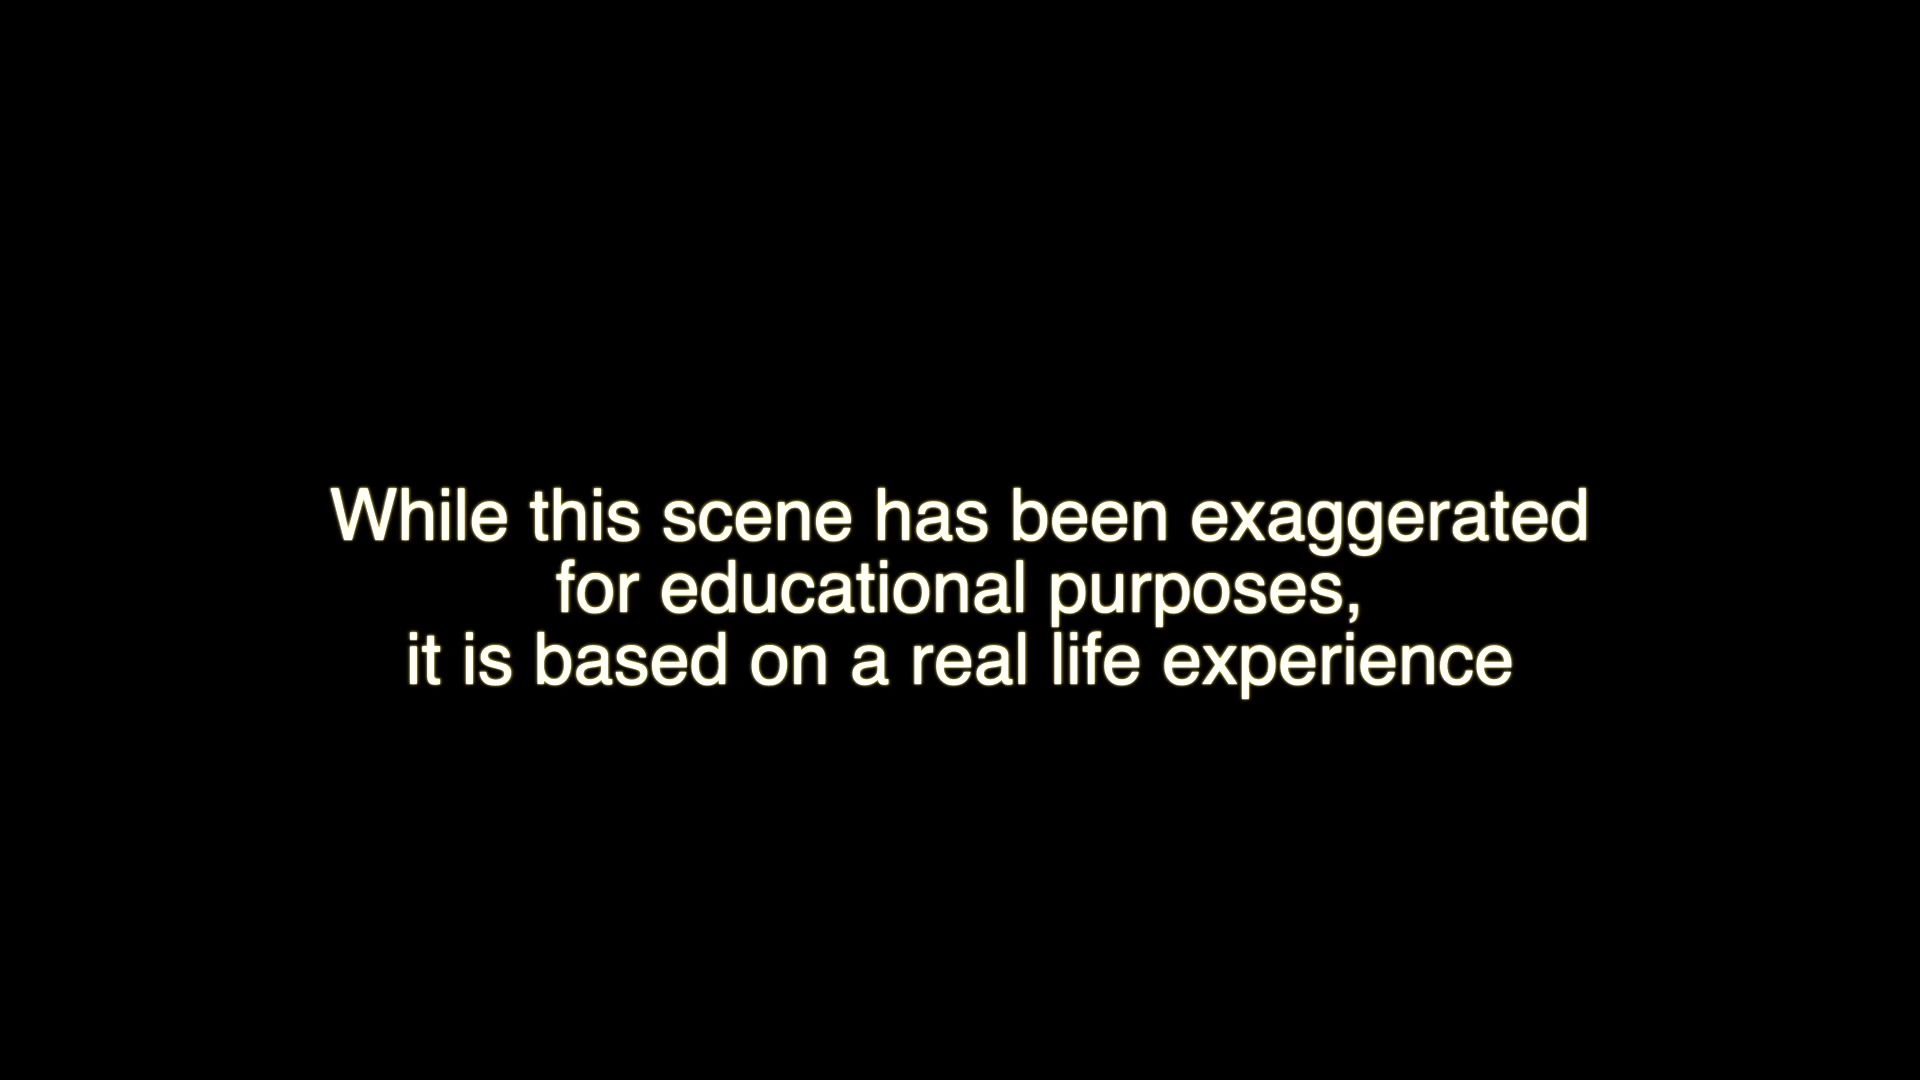 While this scene has been exaggerated
for educational purposes,
it is based on a real life experience